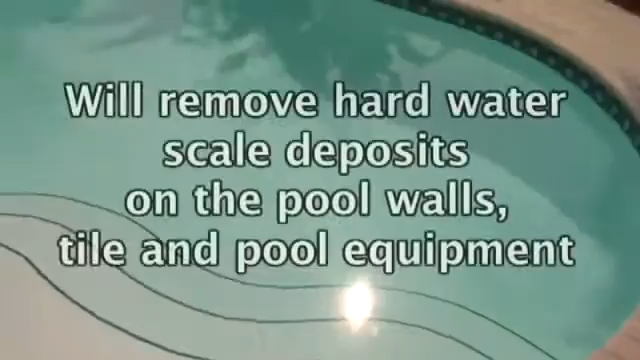 Will remove hard water
scale deposits
on the pool walls,
tile and pool equipment